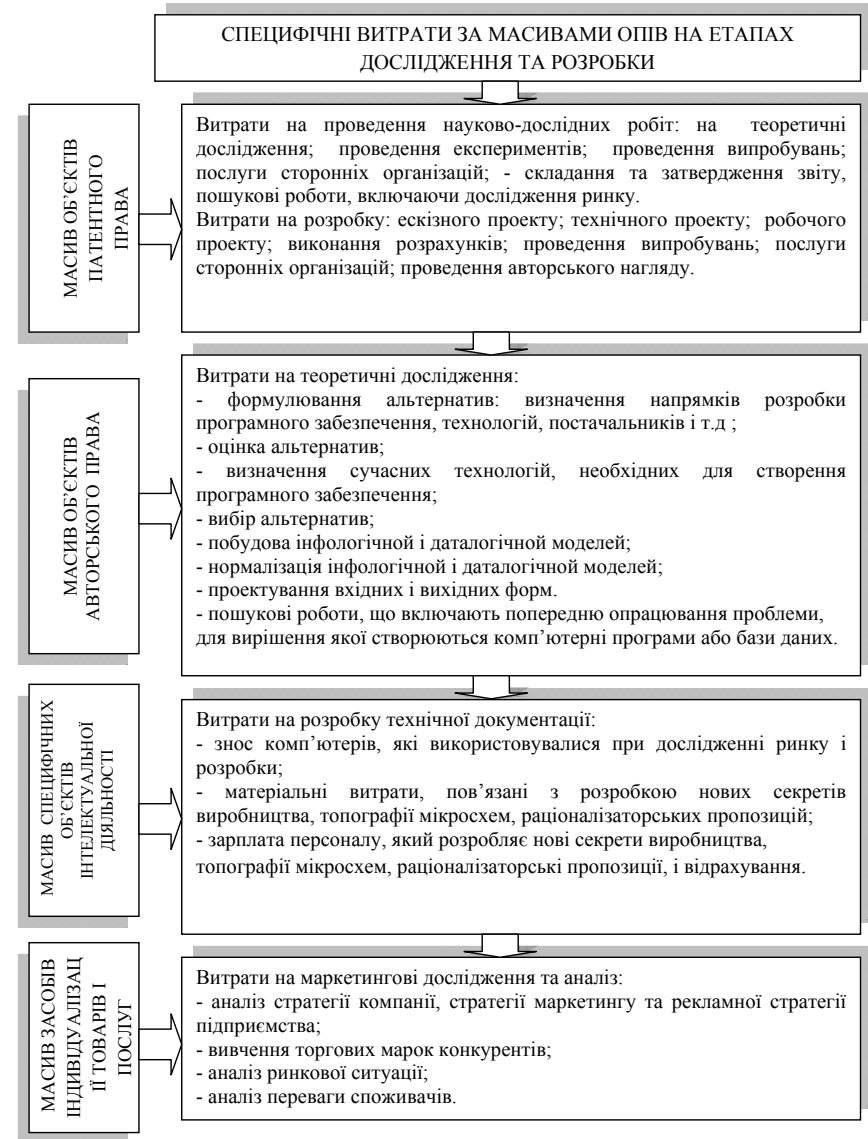 СПЕЦИФІЧНІ ВИТРАТИ ЗА МАСИВАМИ ОПІВ НА ЕТАПАХ
ДОСЛІДЖЕННЯ ТА РОЗРОБКИ
МАСИВ ОБ’ЄКТІВ
ПАТЕНТНОГО
ПРАВА
Витрати на проведення науково-дослідних робіт: на теоретичні
дослідження; проведення експериментів; проведення випробувань;
послуги сторонніх організацій; - складання та затвердження звіту,
пошукові роботи, включаючи дослідження ринку.
Витрати на розробку: ескізного проекту; технічного проекту; робочого
проекту; виконання розрахунків; проведення випробувань; послуги
сторонніх організацій; проведення авторського нагляду.
МАСИВ ОБ’ЄКТІВ
АВТОРСЬКОГО ПРАВА
Витрати на теоретичні дослідження:
- формулювання альтернатив: визначення напрямків розробки
програмного забезпечення, технологій, постачальників і т.д ;
- оцінка альтернатив;
- визначення сучасних технологій, необхідних для створення
програмного забезпечення;
- вибір альтернатив;
- побудова інфологічної і даталогічної моделей;
- нормалізація інфологічної і даталогічної моделей;
- проектування вхідних і вихідних форм.
- пошукові роботи, що включають попередню опрацювання проблеми,
для вирішення якої створюються комп’ютерні програми або бази даних.
МАСИВ СПЕЦИФІЧНИХ
ОБ’ЄКТІВ
ІНТЕЛЕКТУАЛЬНОЇ
ДІЯЛЬНОСТІ
Витрати на розробку технічної документації:
- знос комп’ютерів, які використовувалися при дослідженні ринку і
розробки;
- матеріальні витрати, пов’язані з розробкою нових секретів
виробництва, топографії мікросхем, раціоналізаторських пропозицій;
- зарплата персоналу, який розробляє нові секрети виробництва,
топографії мікросхем, раціоналізаторські пропозиції, і відрахування.
МАСИВ ЗАСОБІВ
ІНДИВІДУАЛІЗАЦ
ІЇ ТОВАРІВ І
ПОСЛУГ
Витрати на маркетингові дослідження та аналіз:
- аналіз стратегії компанії, стратегії маркетингу та рекламної стратегії
підприємства;
- вивчення торгових марок конкурентів;
- аналіз ринкової ситуації;
- аналіз переваги споживачів.